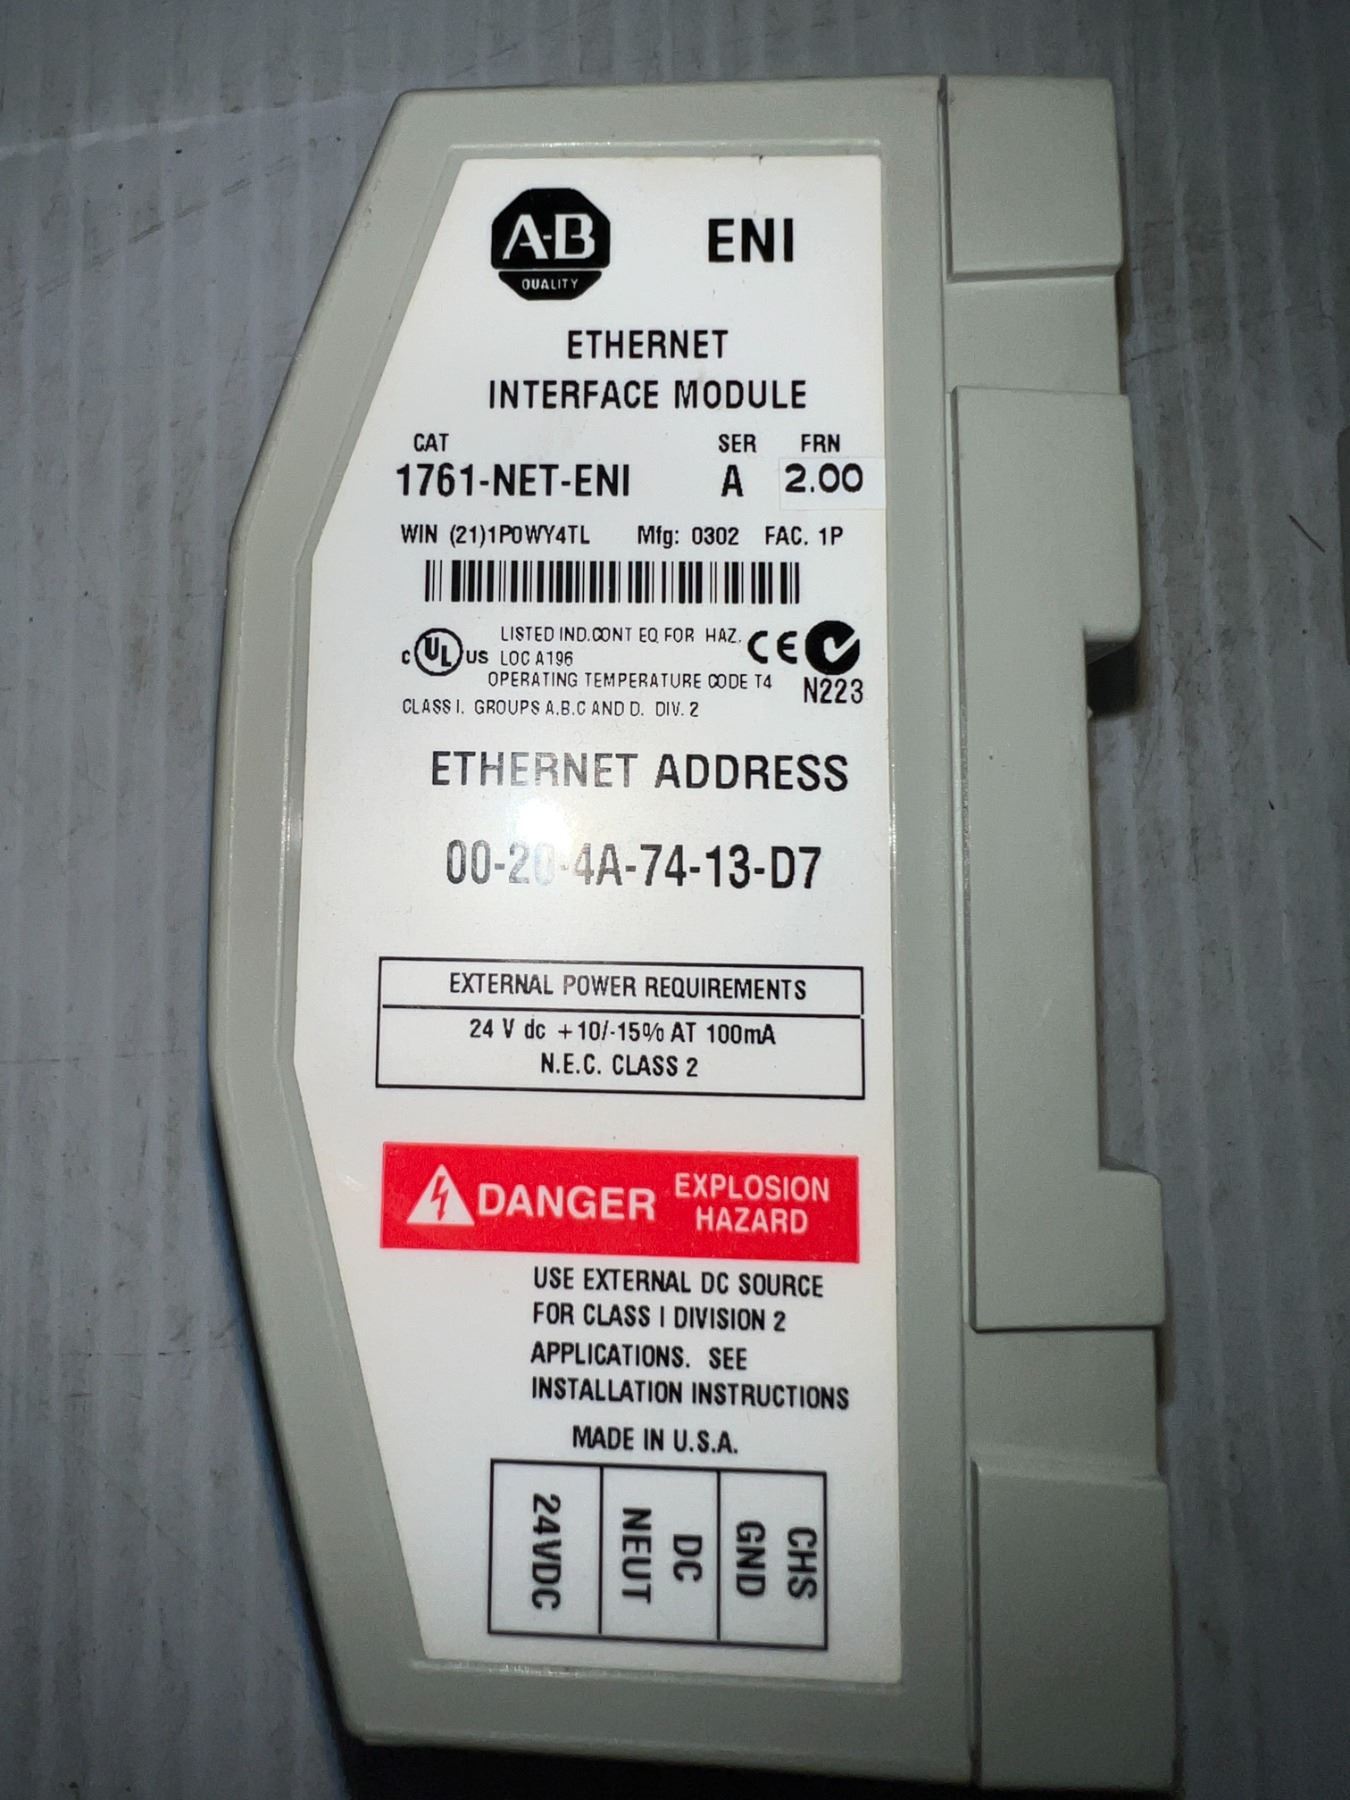 A-B ENI
QUALITY
ETHERNET
INTERFACE MODULE
CAT SER FRN
1761-NET-ENI A 2.00
WIN (21)1P0WY4TL Mfg: 0302 FAC. 1P
LISTED IND.CONT EQ FOR HAZ. CE
C UL US LOC A196
OPERATING TEMPERATURE CODE T4 N223
CLASS I. GROUPS A.B.C AND D. DIV. 2
ETHERNET ADDRESS
00-20-4A-74-13-D7
EXTERNAL POWER REQUIREMENTS
24 V dc +10/-15% AT 100mA
N.E.C. CLASS 2
DANGER EXPLOSION
HAZARD
USE EXTERNAL DC SOURCE
FOR CLASS I DIVISION 2
APPLICATIONS. SEE
INSTALLATION INSTRUCTIONS
MADE IN U.S.A.
24VDC
DC
NEUT
CHS
GND